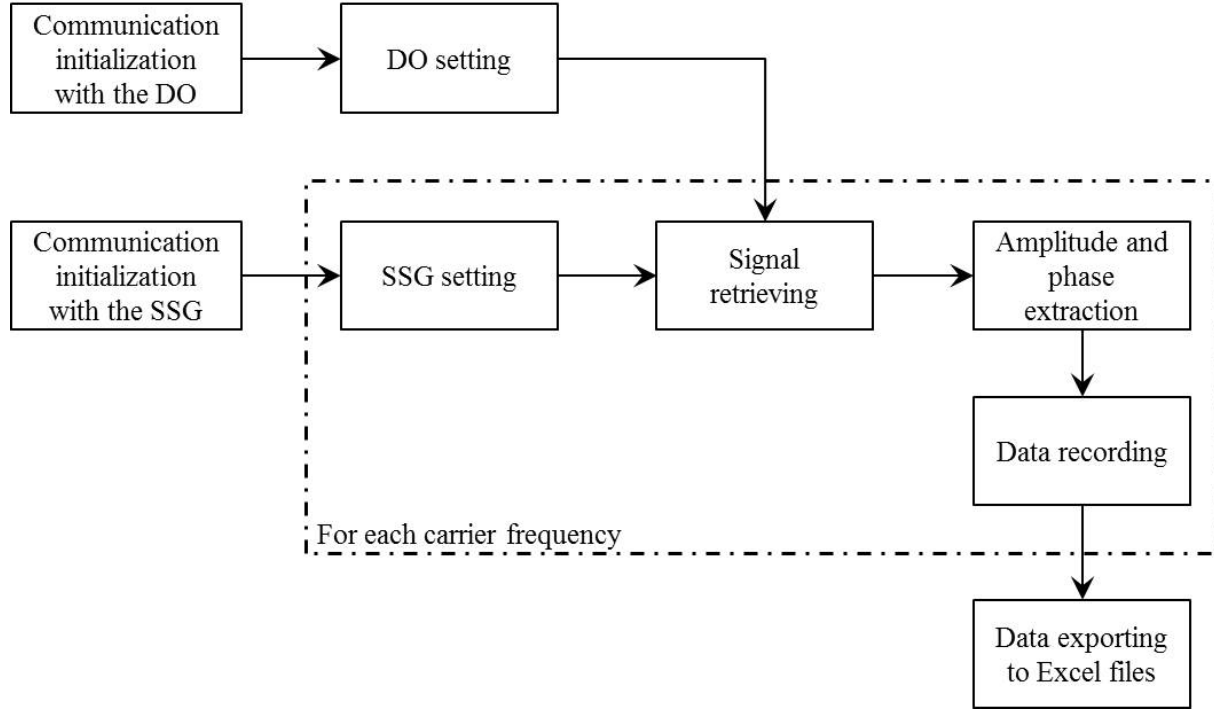 Communication
initialization
with the DO
DO setting
Communication
initialization
with the SSG
SSG setting
Signal
retrieving
Amplitude and
phase
extraction
Data recording
For each carrier frequency
Data exporting
to Excel files